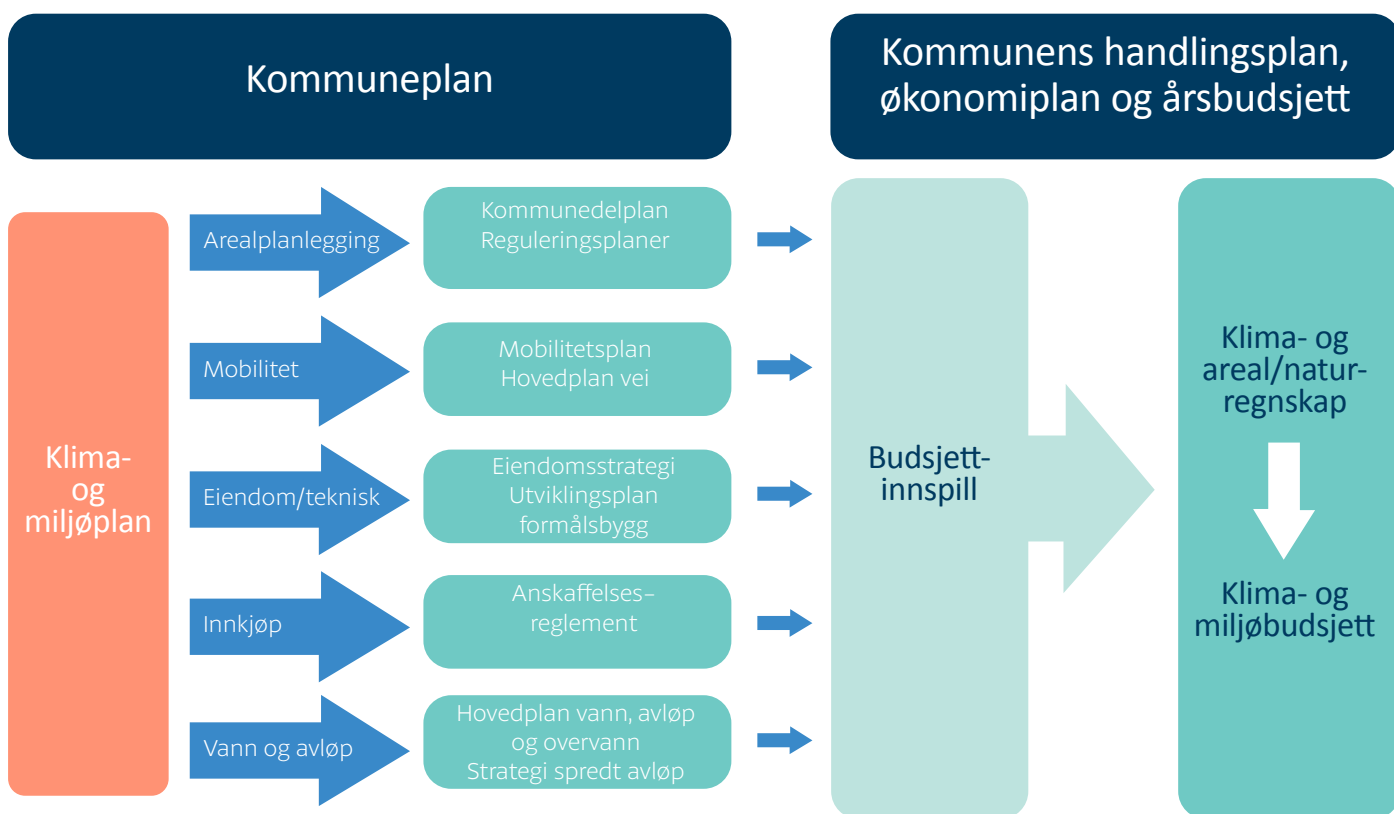 Kommuneplan
Kommunens handlingsplan,
økonomiplan og årsbudsjett
Klima-
og
miljøplan
Arealplanlegging
Kommunedelplan
Reguleringsplaner
Mobilitet
Mobilitetsplan
Hovedplan vei
Eiendom/teknisk
Eiendomsstrategi
Utviklingsplan
formålsbygg
Innkjøp
Anskaffelses–
reglement
Vann og avløp
Hovedplan vann, avløp
og overvann
Strategi spredt avløp
Budsjett-
innspill
Klima- og
areal/natur-
regnskap
Klima- og
miljøbudsjett